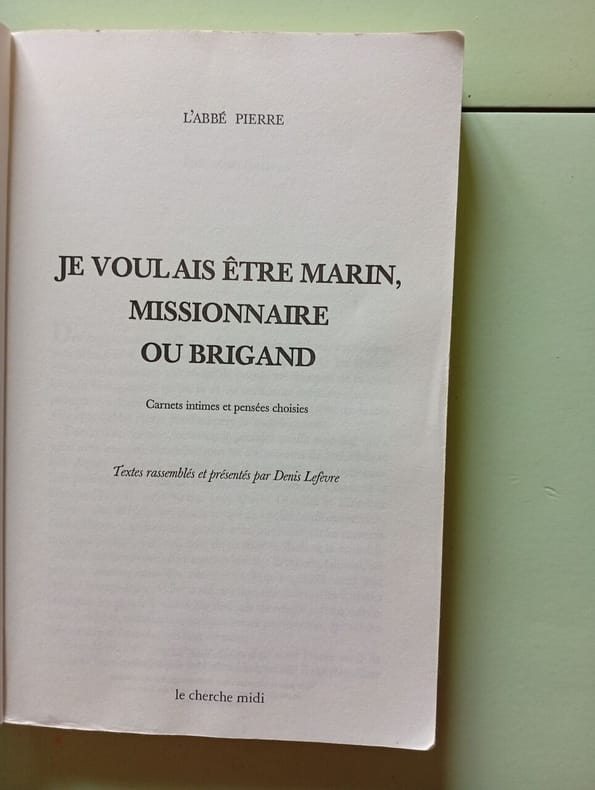 L'ABBÉ PIERRE
JE VOULAIS ÊTRE MARIN,
MISSIONNAIRE
OU BRIGAND
Carnets intimes et pensées choisies
Textes rassemblés et présentés par Denis Lefevre
le cherche midi